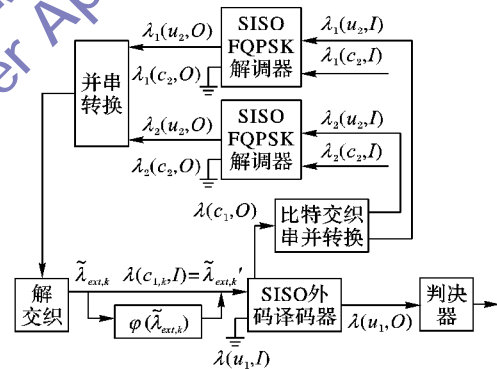 er Ap
λ₁(u₂,O)
SISO
FQPSK
解调器
λ₁(u₂,I)
λ₁(c₂,I)
λ₁(c₂,O)
并串
转换
λ₂(u₂,O)
SISO
FQPSK
解调器
λ₂(u₂,I)
λ₂(c₂,I)
λ₂(c₂,O)
λ(c₁,O)
比特交织
串并转换
解
交织
λ̃ext,k
λ(c₁,k,I)=λ̃ext,k′
φ(λ̃ext,k)
SISO外
码译码器
λ(u₁,I)
λ(u₁,O)
判决
器